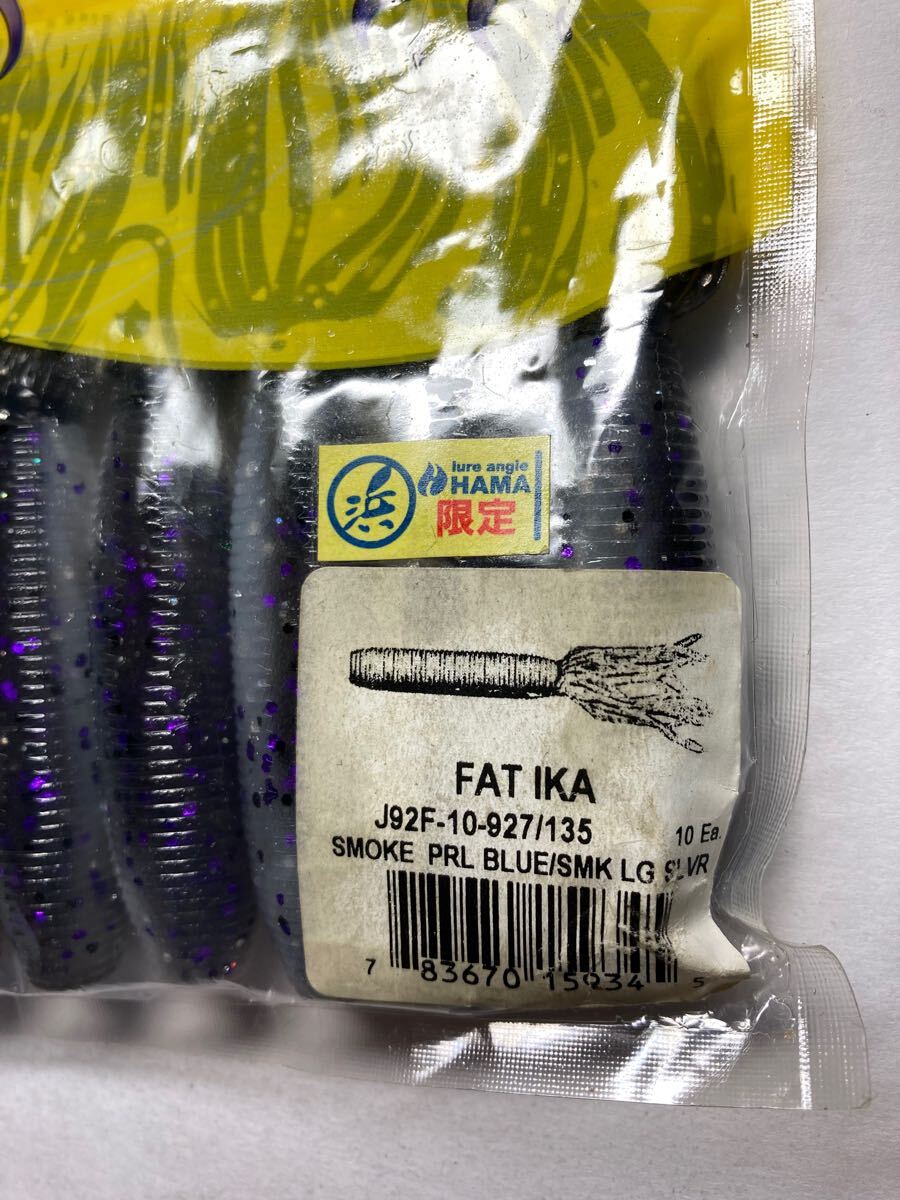 浜
lure angle
HAMA
限定
FAT IKA
J92F-10-927/135
10 Ea.
SMOKE PRL BLUE/SMK LG SLVR
7 83670 15934 5